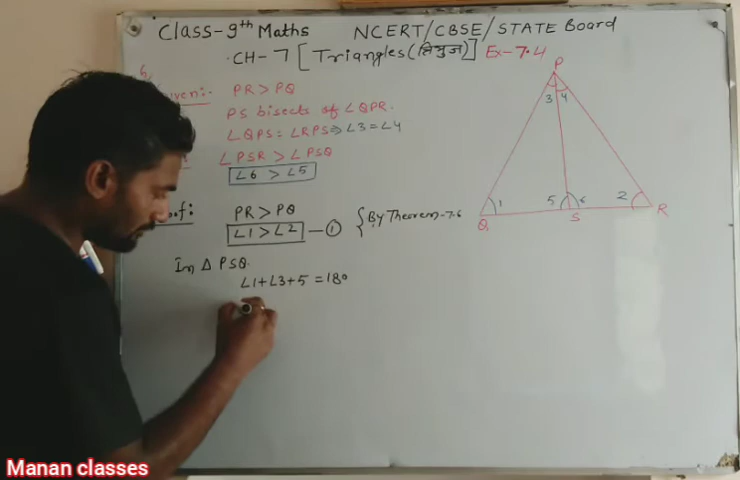 Class-9th Maths NCERT/CBSE/STATE Board
CH-7 [Triangles(त्रिभुज)] Ex-7.4
PR > PQ
PS bisects of ∠QPR.
∠QPS = ∠RPS ⇒ ∠3 = ∠4
∠PSR > ∠PSQ
∠6 > ∠5
PR > PQ
∠1 > ∠2 — ① {By Theorem-7.6
In △ PSQ.
∠1+∠3+5 = 180
P
3 4
1 5 6 2
Q S R
Manan classes